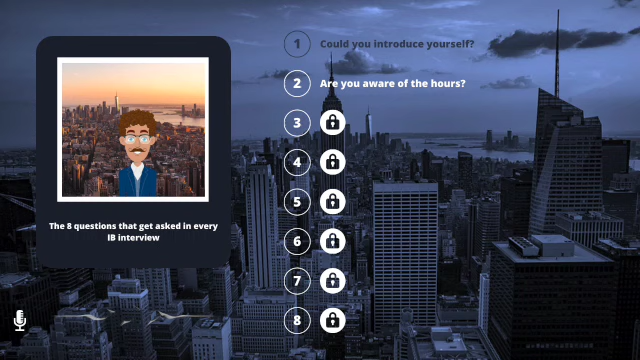 1 Could you introduce yourself?
2 Are you aware of the hours?
3
4
5
6
7
8
The 8 questions that get asked in every
IB interview